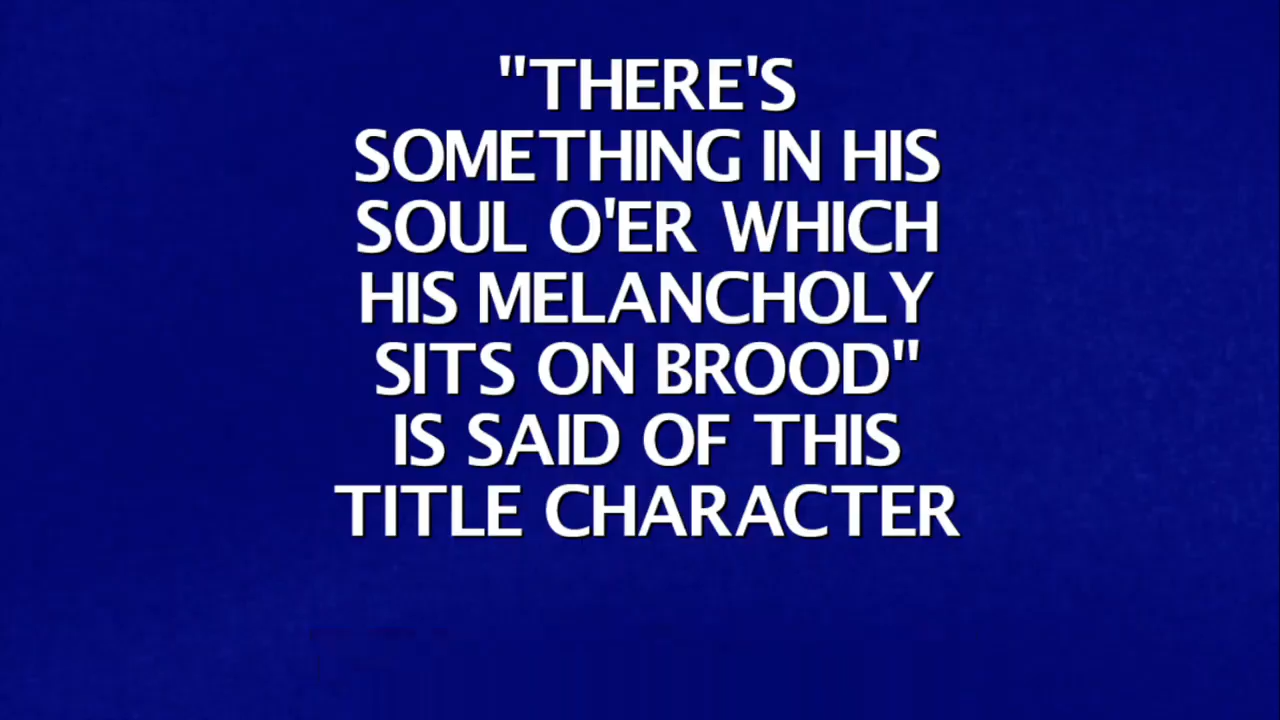 "THERE'S
SOMETHING IN HIS
SOUL O'ER WHICH
HIS MELANCHOLY
SITS ON BROOD"
IS SAID OF THIS
TITLE CHARACTER